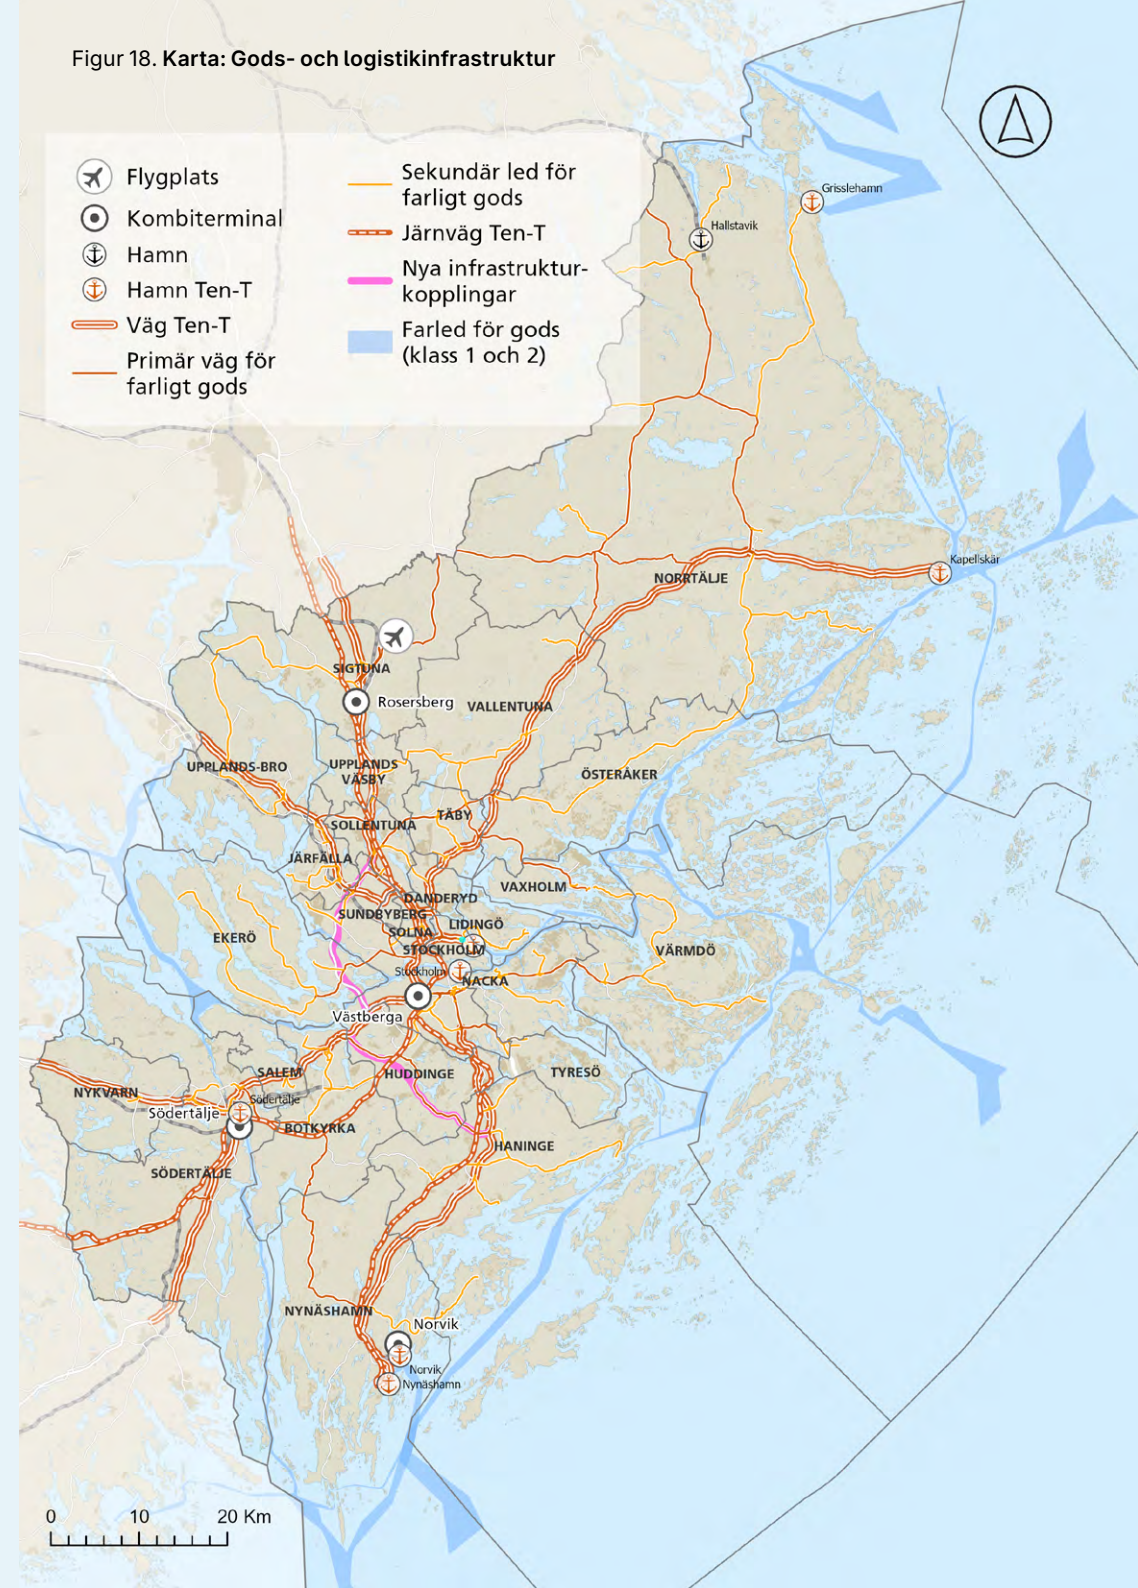 Figur 18. Karta: Gods- och logistikinfrastruktur
Flygplats
Kombiterminal
Hamn
Hamn Ten-T
Väg Ten-T
Primär väg för
farligt gods
Sekundär led för
farligt gods
Järnväg Ten-T
Nya infrastruktur-
kopplingar
Farled för gods
(klass 1 och 2)
Grisslehamn
Hallstavik
Kapellskär
NORRTÄLJE
SIGTUNA
Rosersberg
VALLENTUNA
UPPLANDS-BRO
UPPLANDS
VÄSBY
ÖSTERÅKER
TÄBY
SOLLENTUNA
JÄRFÄLLA
VAXHOLM
DANDERYD
SUNDBYBERG
LIDINGÖ
SOLNA
EKERÖ
STOCKHOLM
VÄRMDÖ
Stockholm
NACKA
Västberga
SALEM
HUDDINGE
TYRESÖ
NYKVARN
Södertälje
Södertälje
BOTKYRKA
HANINGE
SÖDERTÄLJE
NYNÄSHAMN
Norvik
Norvik
Nynäshamn
0 10 20 Km